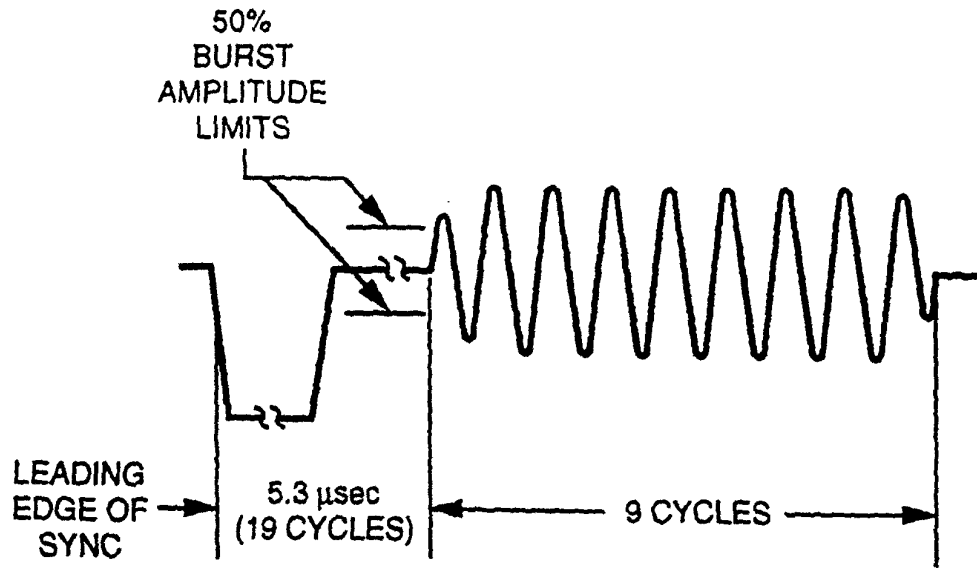 50%
BURST
AMPLITUDE
LIMITS
LEADING
EDGE OF
SYNC
5.3 µsec
(19 CYCLES)
9 CYCLES